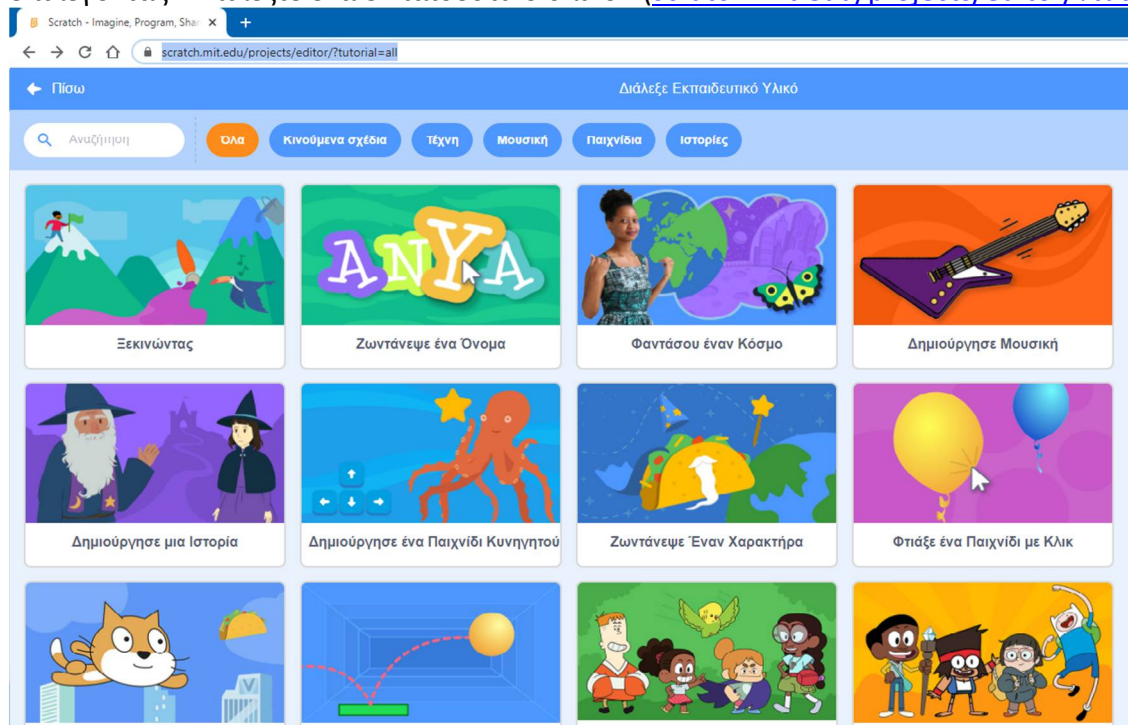 Scratch - Imagine, Program, Shar
scratch.mit.edu/projects/editor/?tutorial=all
Πίσω
Διάλεξε Εκπαιδευτικό Υλικό
Αναζήτηση
Όλα
Κινούμενα σχέδια
Τέχνη
Μουσική
Παιχνίδια
Ιστορίες
ANYA
Ξεκινώντας
Ζωντάνεψε ένα Όνομα
Φαντάσου έναν Κόσμο
Δημιούργησε Μουσική
Δημιούργησε μια Ιστορία
Δημιούργησε ένα Παιχνίδι Κυνηγητού
Ζωντάνεψε Έναν Χαρακτήρα
Φτιάξε ένα Παιχνίδι με Κλικ